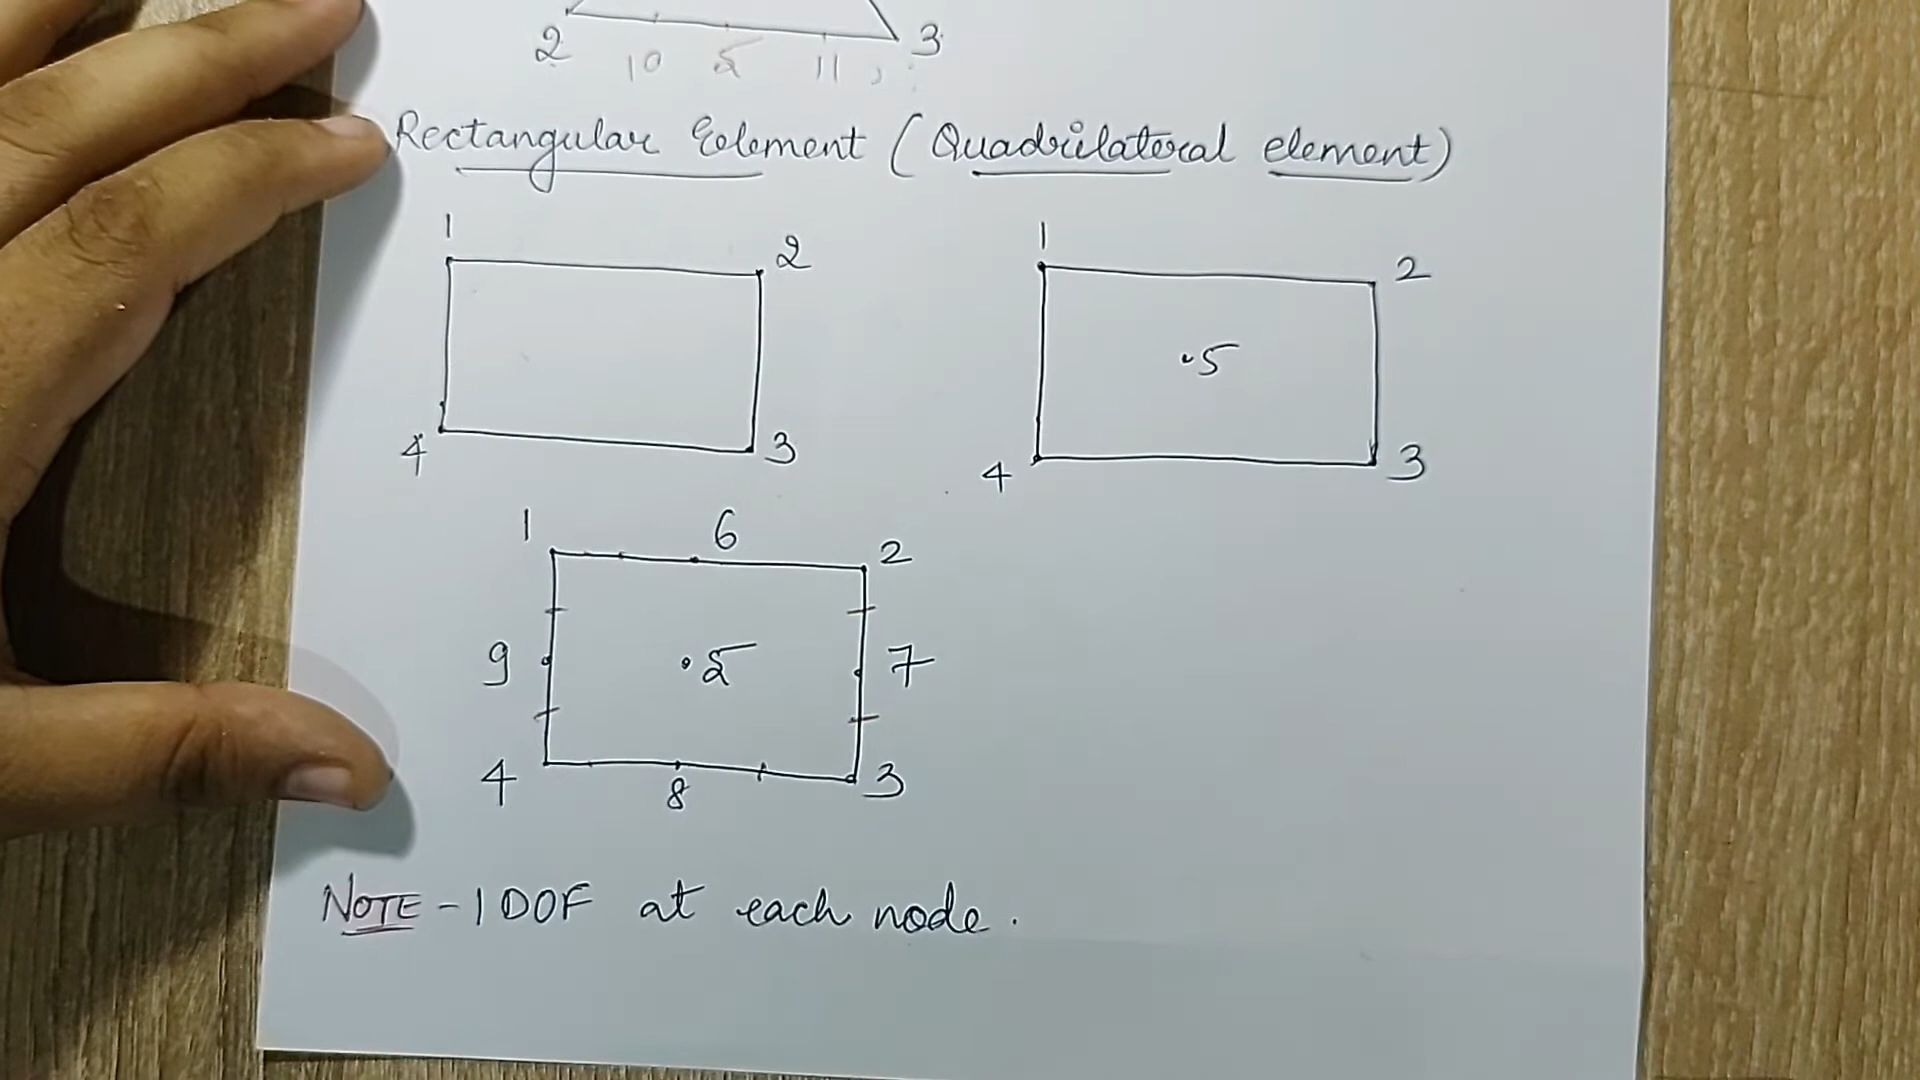 2 10 5 11 3
Rectangular Element (Quadrilateral element)
1 2 1 2
5
4 3 4 3
1 6 2
9 5 7
4 8 3
NOTE - 1 DOF at each node.